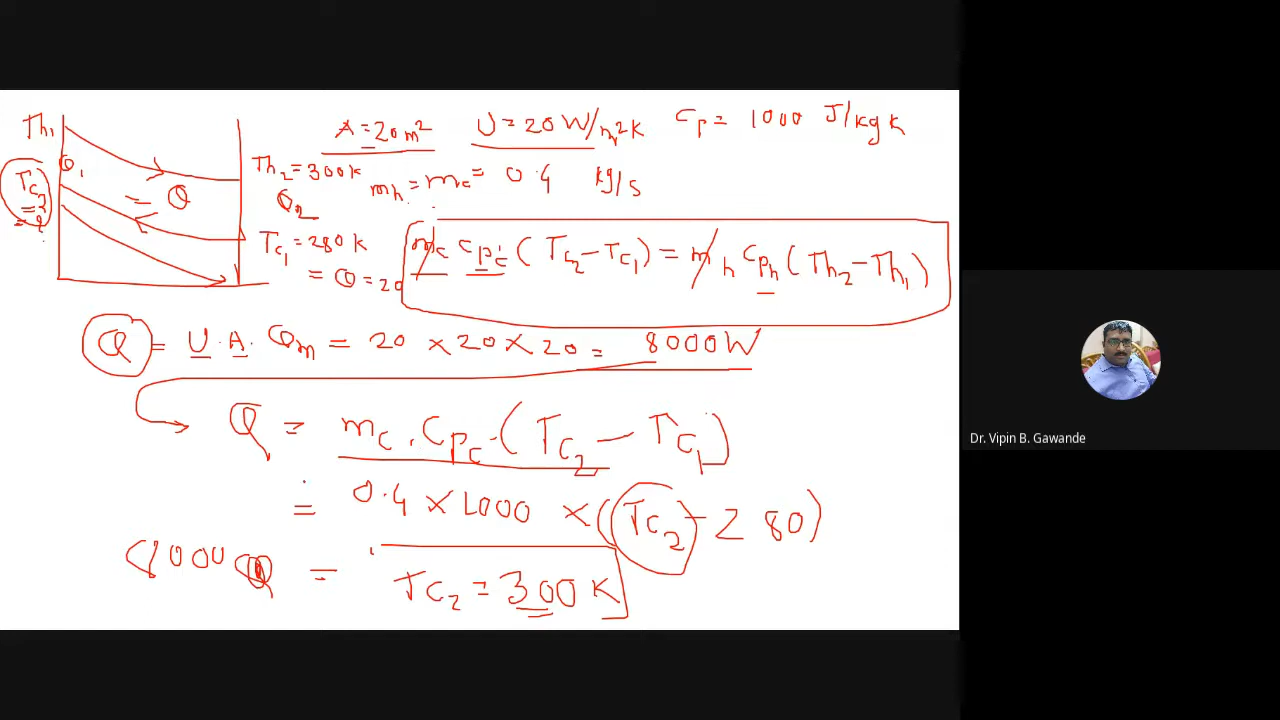 Th₁
A = 20 m² U = 20 W/m²K Cp = 1000 J/kg K
θ₁ Th₂ = 300 K mh = mc = 0.4 kg/s
Tc₂ = ? = θ θ₂
Tc₁ = 280 K mc Cpc (Tc₂ - Tc₁) = mh Cph (Th₂ - Th₁)
= θ = 20
Q = U . A . θm = 20 × 20 × 20 = 8000 W
Q = mc . Cpc . (Tc₂ - Tc₁)
= 0.4 × 1000 × (Tc₂ - 280)
8000 =
Tc₂ = 300 K
Dr. Vipin B. Gawande